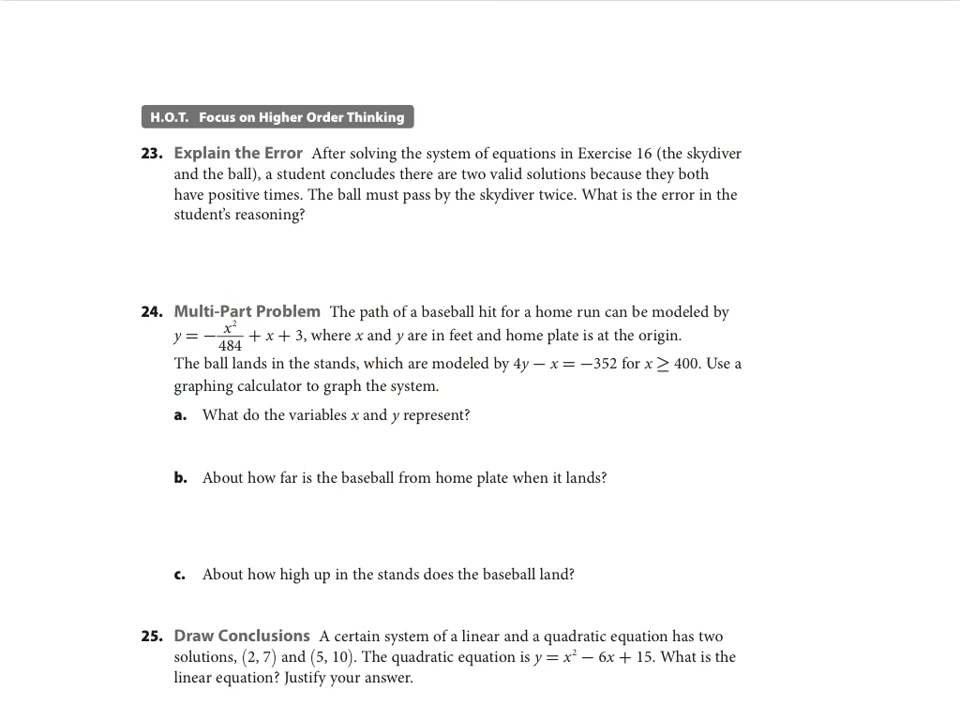 H.O.T. Focus on Higher Order Thinking
23. Explain the Error After solving the system of equations in Exercise 16 (the skydiver
and the ball), a student concludes there are two valid solutions because they both
have positive times. The ball must pass by the skydiver twice. What is the error in the
student's reasoning?
24. Multi-Part Problem The path of a baseball hit for a home run can be modeled by
y = −x²/484 + x + 3, where x and y are in feet and home plate is at the origin.
The ball lands in the stands, which are modeled by 4y − x = −352 for x ≥ 400. Use a
graphing calculator to graph the system.
a. What do the variables x and y represent?
b. About how far is the baseball from home plate when it lands?
c. About how high up in the stands does the baseball land?
25. Draw Conclusions A certain system of a linear and a quadratic equation has two
solutions, (2, 7) and (5, 10). The quadratic equation is y = x² − 6x + 15. What is the
linear equation? Justify your answer.